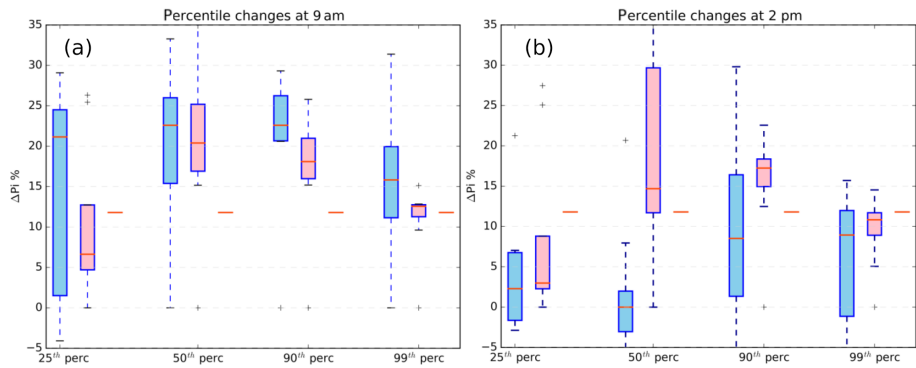 Percentile changes at 9 am
(a)
ΔPi %
35
30
25
20
15
10
5
0
−5
25th perc
50th perc
90th perc
99th perc
Percentile changes at 2 pm
(b)
ΔPi %
35
30
25
20
15
10
5
0
−5
25th perc
50th perc
90th perc
99th perc